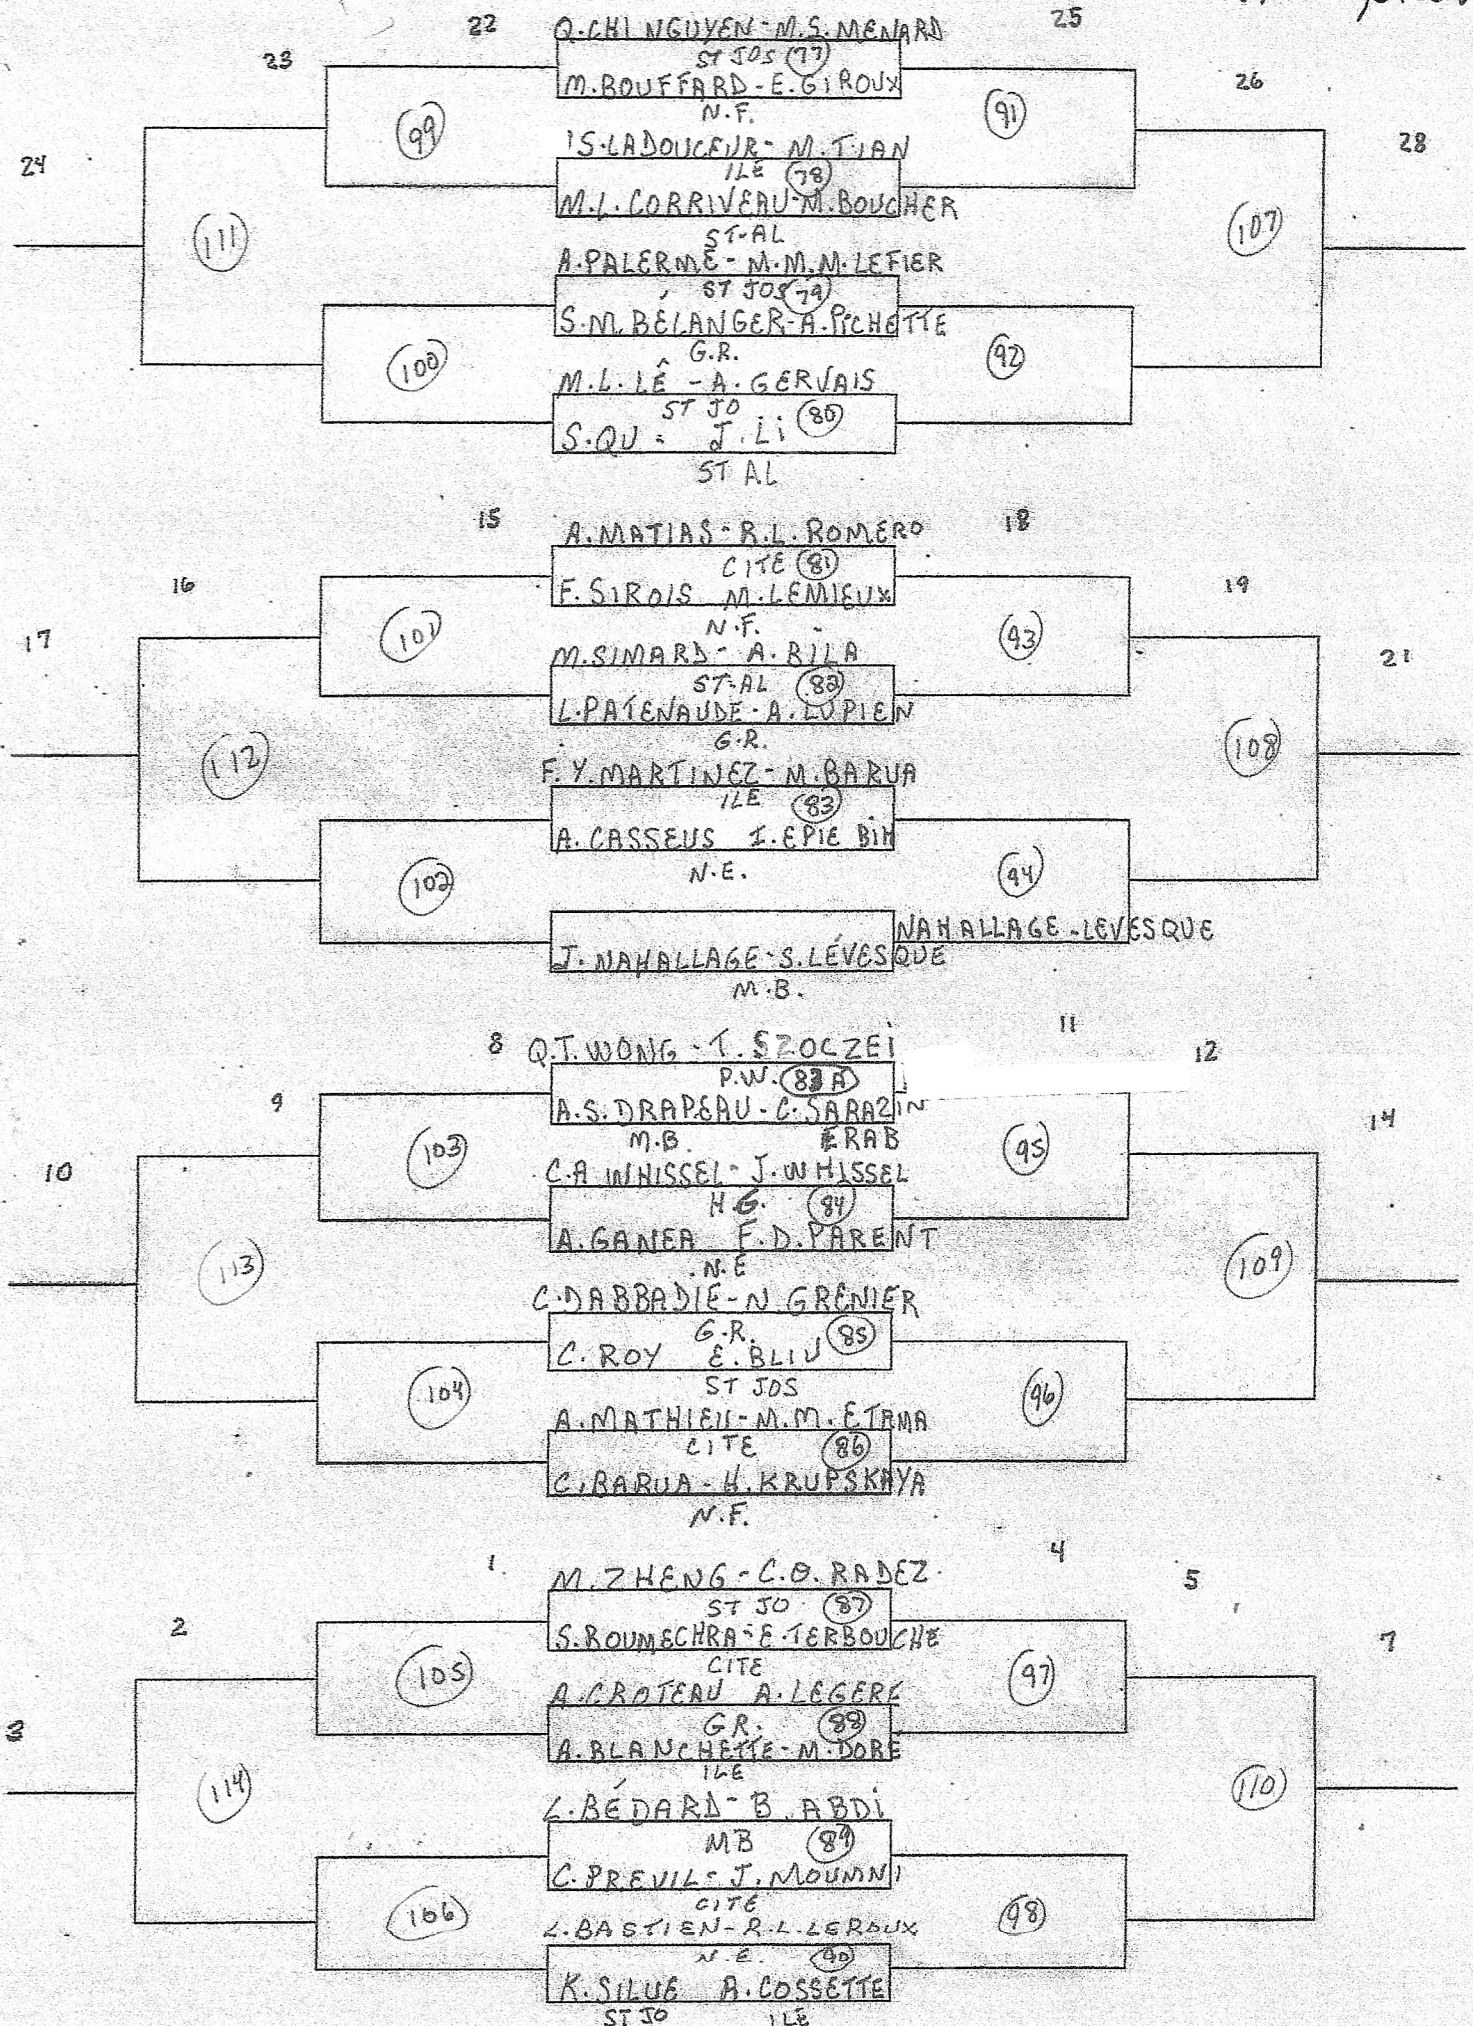 22 Q.CHI NGUYEN-M.S.MENARD 25
23 ST JOS 77
M.BOUFFARD-E.GIROUX 26
99 N.F. 91
S.LADOUCEUR-M.TIAN 28
24 ILE 78
M.L.CORRIVEAU-M.BOUCHER
111 ST-AL 107
A.PALERME-M.M.M.LEFIER
ST JOS 79
S.M.BÉLANGER-A.PICHETTE
100 G.R. 92
M.L.LÊ -A.GERVAIS
ST JO 80
S.QU - J.Li
ST AL
15 A.MATIAS-R.L.ROMERO 18
CITE 81
16 F.SIROIS M.LEMIEUX 19
101 N.F. 93
17 M.SIMARD-A.BILA 21
ST-AL 82
L.PATENAUDE-A.LUPIEN
112 G.R. 108
F.Y.MARTINEZ-M.BARUA
ILE 83
A.CASSEUS I.EPIE BIH
102 N.E. 94
NAHALLAGE-LEVESQUE
J.NAHALLAGE-S.LÉVESQUE
M.B.
8 Q.T.WONG-T.SZOCZEI 11
P.W. 83A 12
9 A.S.DRAPEAU-C.SARAZIN 14
103 M.B. ERAB 95
10 C.A WHISSEL-J.WHISSEL
H.G. 84
A.GANEA F.D.PARENT
113 N.E 109
C.DABBADIE-N GRENIER
G.R. 85
C.ROY E.BLIU
104 ST JOS 96
A.MATHIEU-M.M.ETAMA
CITE 86
C.BARUA-H.KRUPSKAYA
N.F.
1 M.ZHENG-C.O.RADEZ 4
ST JO 87 5
2 S.BOUMECHRA-E.TERBOUCHE 7
105 CITE 97
A.CROTEAU A.LEGERE
3 GR. 88
A.BLANCHETTE-M.DORE
114 ILE 110
L.BÉDARD-B.ABDi
MB 89
C.PREVIL-J.MOUMNI
106 CITE 98
L.BASTIEN-R.L.LEROUX
N.E. 90
K.SILUE A.COSSETTE
ST JO ILE